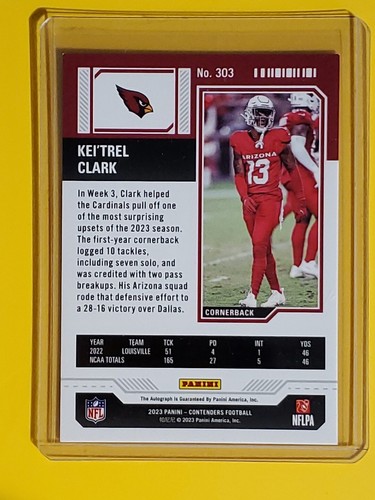 No. 303
KEI'TREL
CLARK
In Week 3, Clark helped
the Cardinals pull off one
of the most surprising
upsets of the 2023 season.
The first-year cornerback
logged 10 tackles,
including seven solo, and
was credited with two pass
breakups. His Arizona squad
rode that defensive effort to
a 28-16 victory over Dallas.
ARIZONA
13
CORNERBACK
YEAR TEAM TCK PD INT YDS
2022 LOUISVILLE 51 4 1 46
NCAA TOTALS 165 27 5 46
PANINI
The Autograph is Guaranteed By Panini America, Inc.
NFL
2023 PANINI - CONTENDERS FOOTBALL
© 2023 Panini America, Inc.
NFLPA